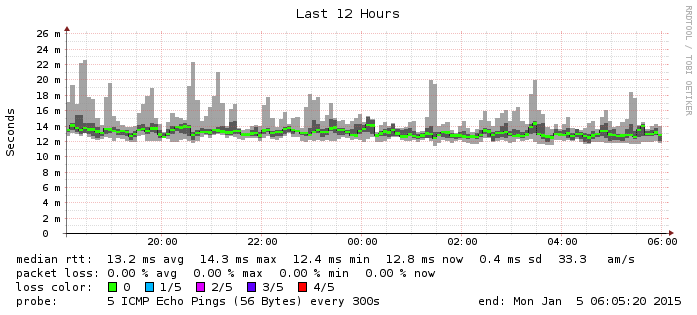 Last 12 Hours
RRDTOOL / TOBI OETIKER
Seconds
26 m
24 m
22 m
20 m
18 m
16 m
14 m
12 m
10 m
8 m
6 m
4 m
2 m
0
20:00 22:00 00:00 02:00 04:00 06:00
median rtt: 13.2 ms avg 14.3 ms max 12.4 ms min 12.8 ms now 0.4 ms sd 33.3 am/s
packet loss: 0.00 % avg 0.00 % max 0.00 % min 0.00 % now
loss color: 0 1/5 2/5 3/5 4/5
probe: 5 ICMP Echo Pings (56 Bytes) every 300s end: Mon Jan 5 06:05:20 2015